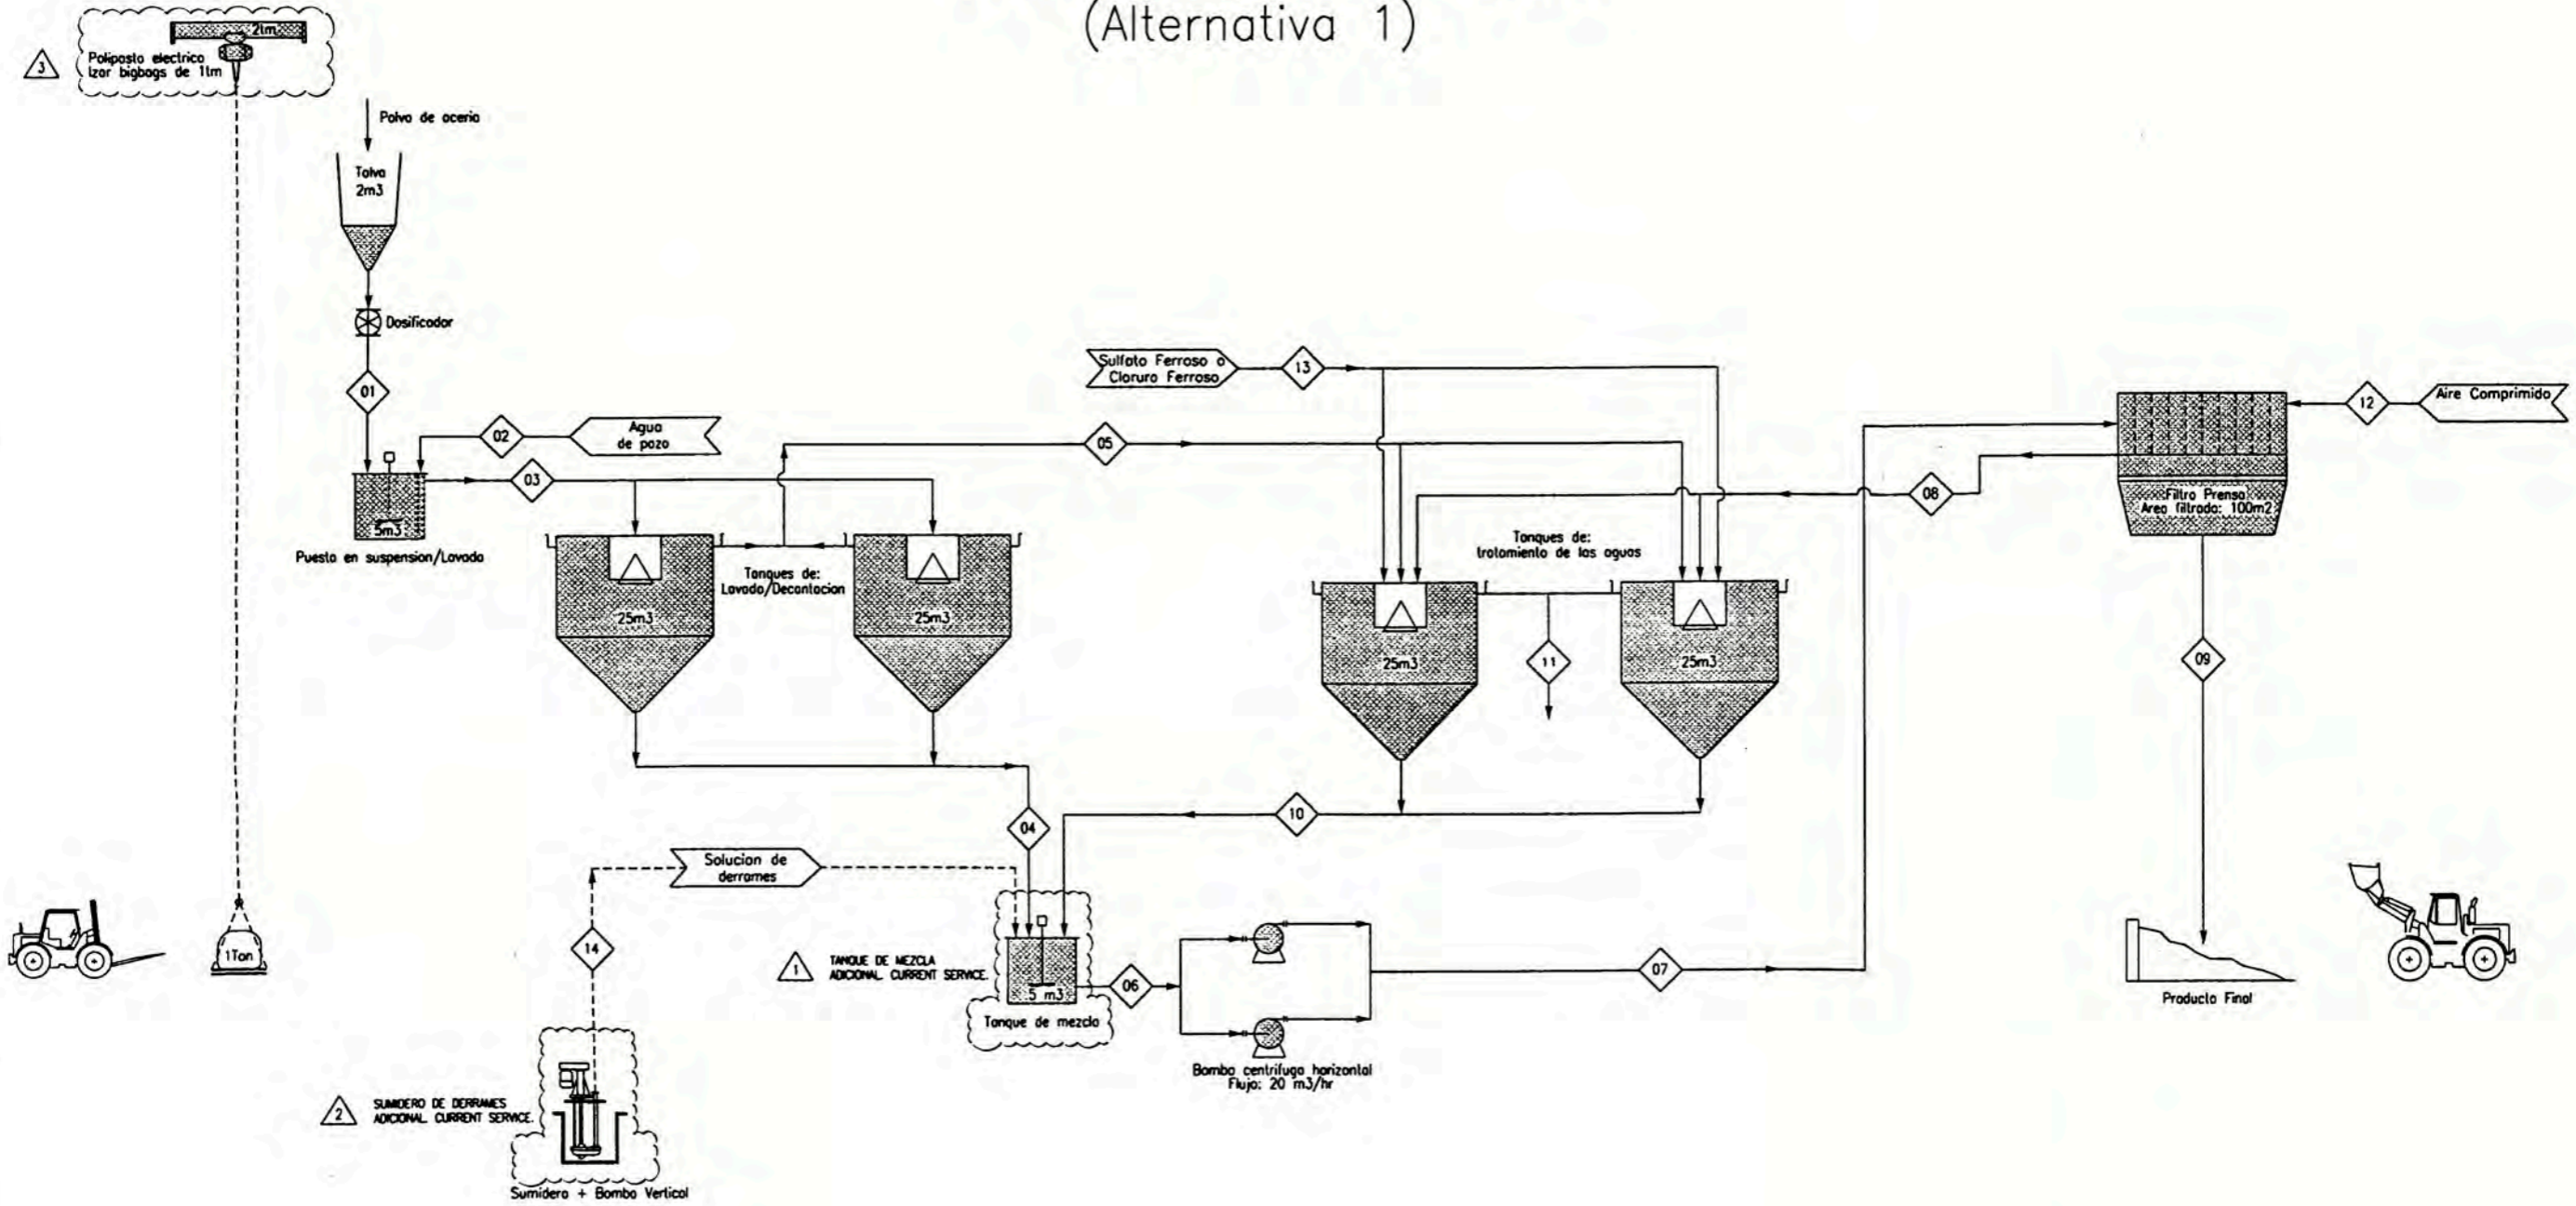 (Alternativa 1)
2tm
3
Polipasto electrico
Izar bigbags de 1tm
Polvo de aceria
Tolva
2m3
Dosificador
01
02
Agua
de pozo
03
5m3
Puesta en suspension/Lavado
25m3
Tanques de:
Lavado/Decantacion
25m3
05
Sulfato Ferroso o
Cloruro Ferroso
13
Tanques de:
tratamiento de las aguas
25m3
11
25m3
08
12
Aire Comprimido
Filtro Prensa
Area filtrado: 100m2
09
Producto Final
10
04
Solucion de
derrames
14
1Ton
1
TANQUE DE MEZCLA
ADICIONAL CURRENT SERVICE.
5 m3
Tanque de mezcla
06
07
Bomba centrifuga horizontal
Flujo: 20 m3/hr
2
SUMIDERO DE DERRAMES
ADICIONAL CURRENT SERVICE.
Sumidero + Bomba Vertical